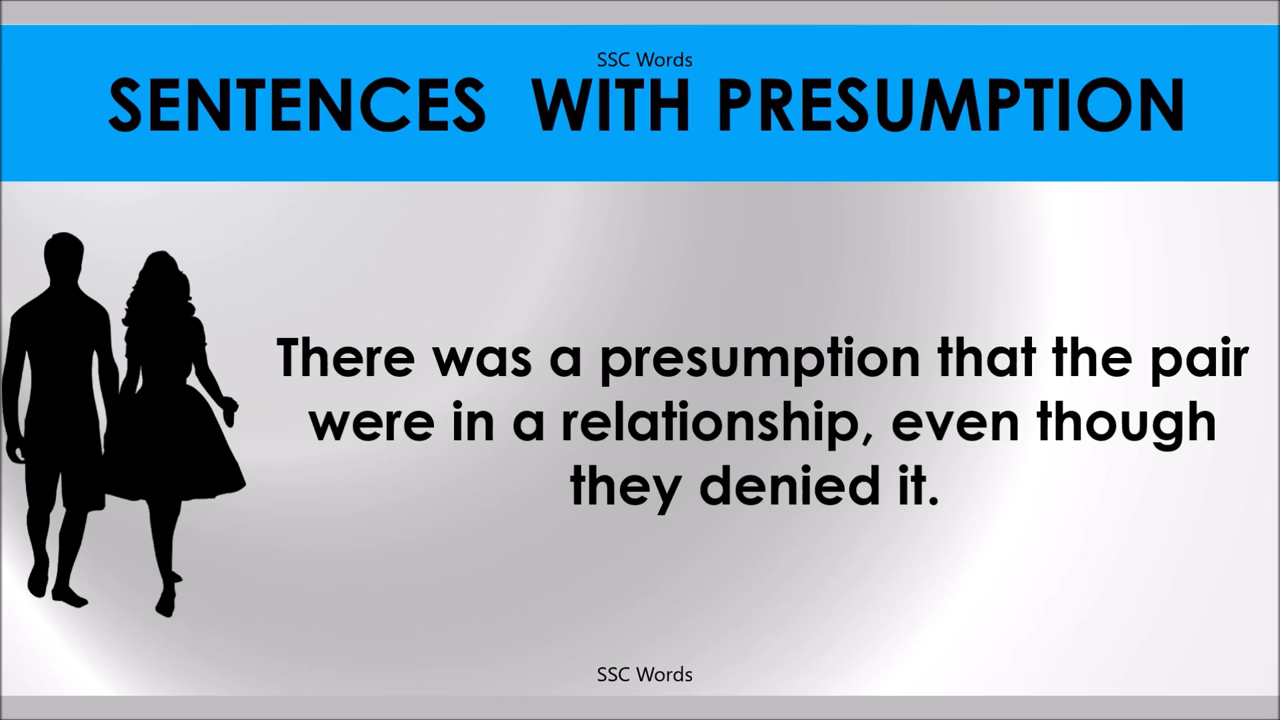 SSC Words
SENTENCES WITH PRESUMPTION
There was a presumption that the pair
were in a relationship, even though
they denied it.
SSC Words